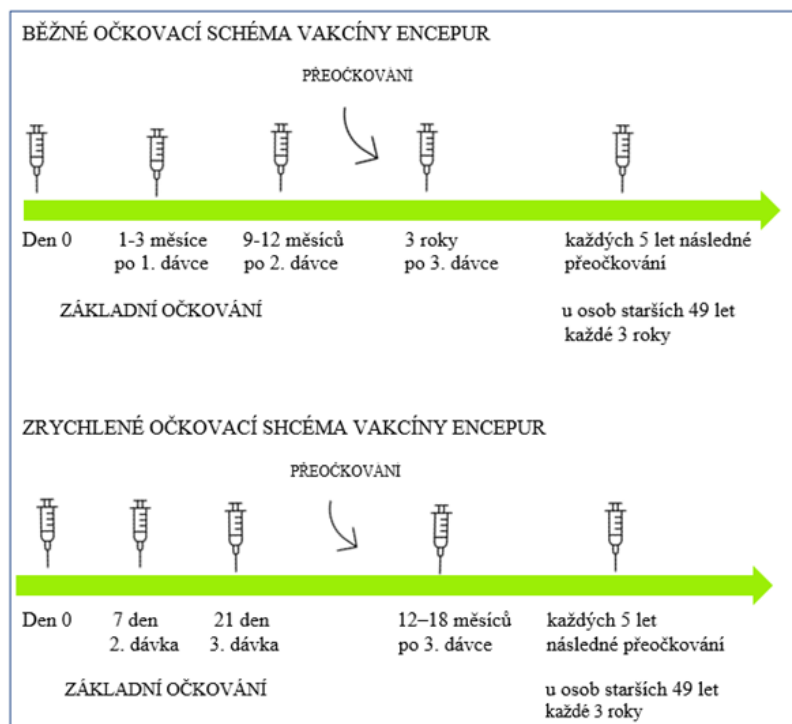 BĚŽNÉ OČKOVACÍ SCHÉMA VAKCÍNY ENCEPUR
PŘEOČKOVÁNÍ
Den 0
1-3 měsíce
po 1. dávce
9-12 měsíců
po 2. dávce
3 roky
po 3. dávce
každých 5 let následné
přeočkování
ZÁKLADNÍ OČKOVÁNÍ
u osob starších 49 let
každé 3 roky
ZRYCHLENÉ OČKOVACÍ SHCÉMA VAKCÍNY ENCEPUR
PŘEOČKOVÁNÍ
Den 0
7 den
2. dávka
21 den
3. dávka
12–18 měsíců
po 3. dávce
každých 5 let
následné přeočkování
ZÁKLADNÍ OČKOVÁNÍ
u osob starších 49 let
každé 3 roky